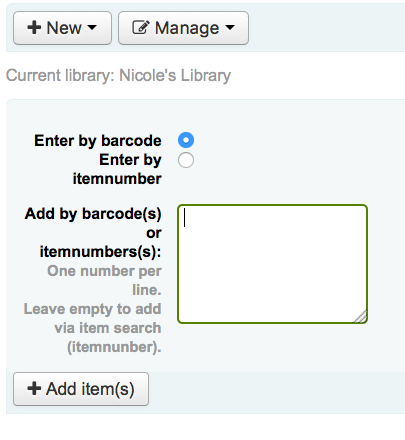 + New
Manage
Current library: Nicole's Library
Enter by barcode
Enter by
itemnumber
Add by barcode(s)
or
itemnumbers(s):
One number per
line.
Leave empty to add
via item search
(itemnunber).
+ Add item(s)